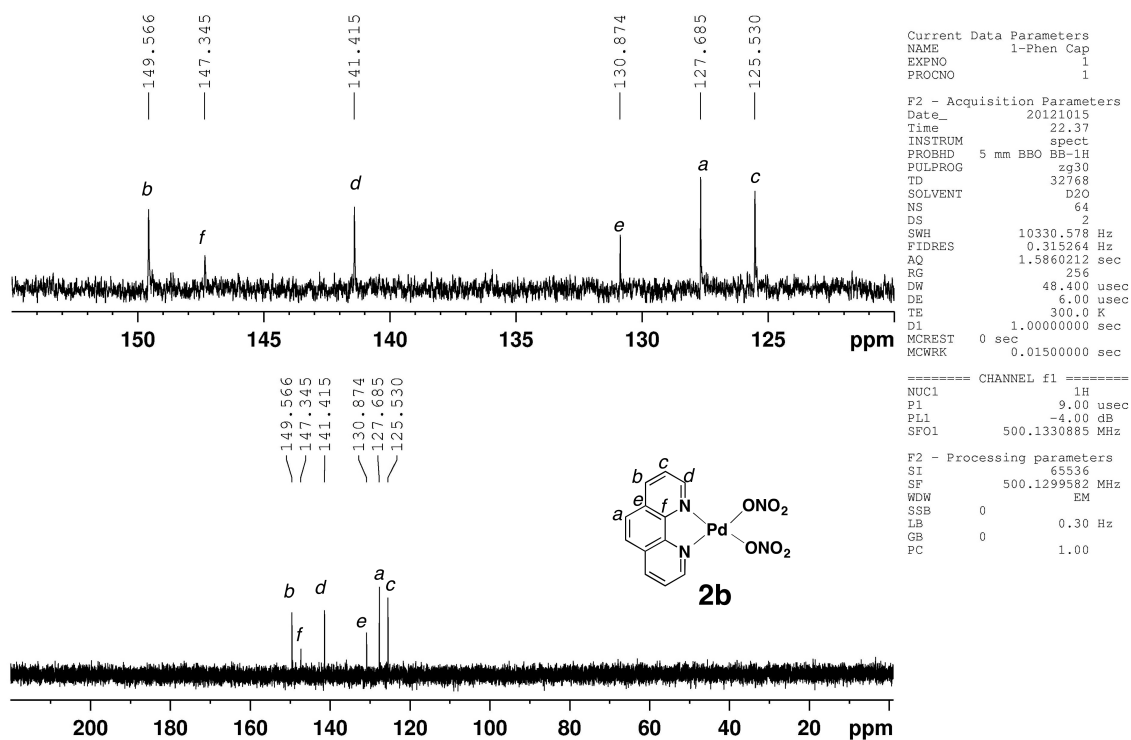 149.566
147.345
141.415
130.874
127.685
125.530
b
f
d
e
a
c
150 145 140 135 130 125 ppm
149.566
147.345
141.415
130.874
127.685
125.530
b
f
d
e
a
c
200 180 160 140 120 100 80 60 40 20 ppm
c
b d
e N ONO2
a f Pd
N ONO2
2b
Current Data Parameters
NAME 1-Phen Cap
EXPNO 1
PROCNO 1
F2 - Acquisition Parameters
Date_ 20121015
Time 22.37
INSTRUM spect
PROBHD 5 mm BBO BB-1H
PULPROG zg30
TD 32768
SOLVENT D2O
NS 64
DS 2
SWH 10330.578 Hz
FIDRES 0.315264 Hz
AQ 1.5860212 sec
RG 256
DW 48.400 usec
DE 6.00 usec
TE 300.0 K
D1 1.00000000 sec
MCREST 0 sec
MCWRK 0.01500000 sec
======== CHANNEL f1 ========
NUC1 1H
P1 9.00 usec
PL1 -4.00 dB
SFO1 500.1330885 MHz
F2 - Processing parameters
SI 65536
SF 500.1299582 MHz
WDW EM
SSB 0
LB 0.30 Hz
GB 0
PC 1.00